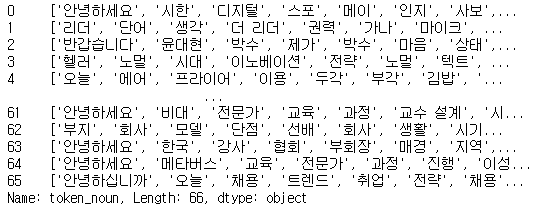 0 ['안녕하세요', '시한', '디지털', '스포', '메이', '인지', '사보',...
1 ['리더', '단어', '생각', '더 리더', '권력', '가나', '마이크', ...
2 ['반갑습니다', '윤대현', '박수', '제가', '박수', '마음', '상태',...
3 ['헬러', '노멀', '시대', '이노베이션', '전략', '노멀', '텍트', ...
4 ['오늘', '에어', '프라이어', '이용', '두각', '부각', '김밥', ...
...
61 ['안녕하세요', '비대', '전문가', '교육', '과정', '교수 설계', '시...
62 ['부지', '회사', '모델', '단점', '선배', '회사', '생활', '시기...
63 ['안녕하세요', '한국', '강사', '협회', '부회장', '매경', '지역',...
64 ['안녕하세요', '메타버스', '교육', '전문가', '과정', '진행', '이성...
65 ['안녕하십니까', '오늘', '채용', '트렌드', '취업', '전략', '채용'...
Name: token_noun, Length: 66, dtype: object